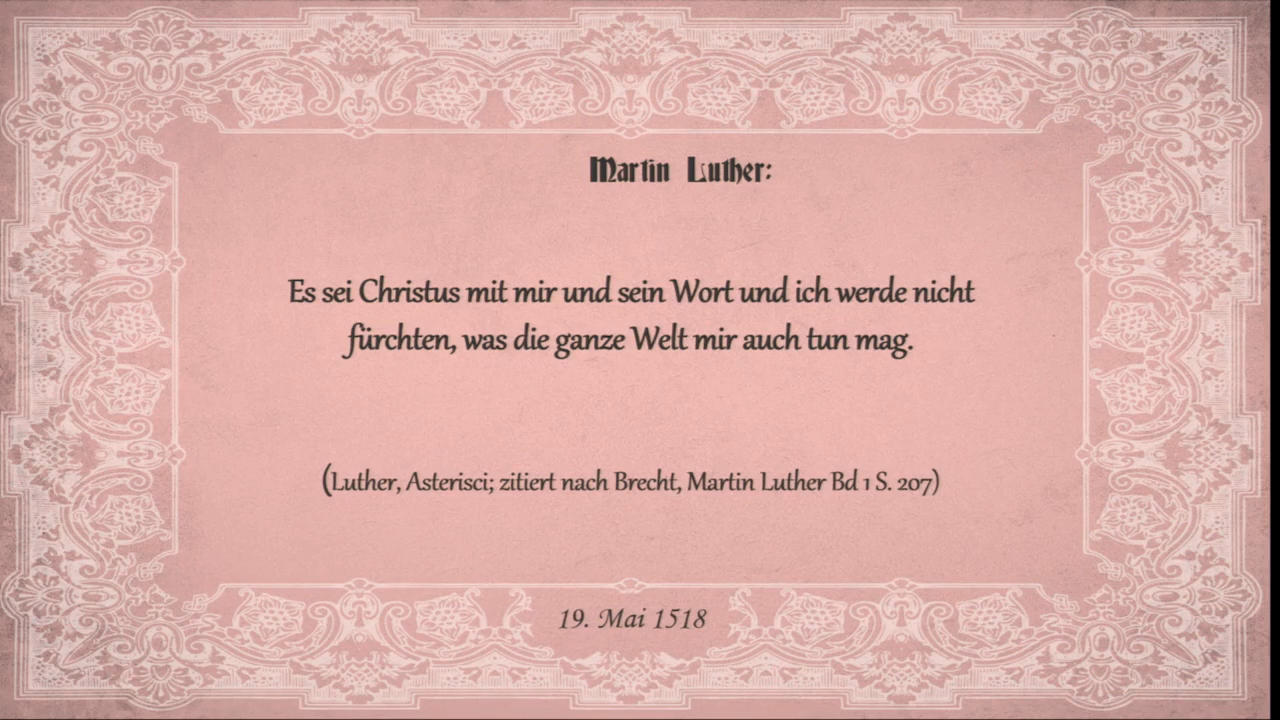 Martin Luther:
Es sei Christus mit mir und sein Wort und ich werde nicht
fürchten, was die ganze Welt mir auch tun mag.
(Luther, Asterisci; zitiert nach Brecht, Martin Luther Bd 1 S. 207)
19. Mai 1518